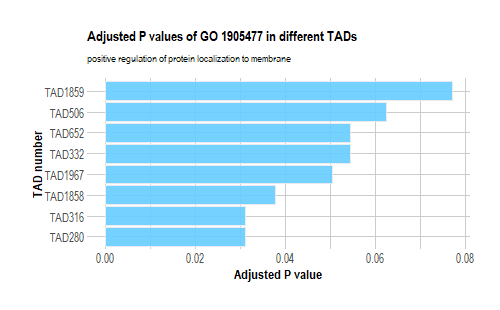 Adjusted P values of GO 1905477 in different TADs
positive regulation of protein localization to membrane
TAD number
TAD1859
TAD506
TAD652
TAD332
TAD1967
TAD1858
TAD316
TAD280
0.00 0.02 0.04 0.06 0.08
Adjusted P value